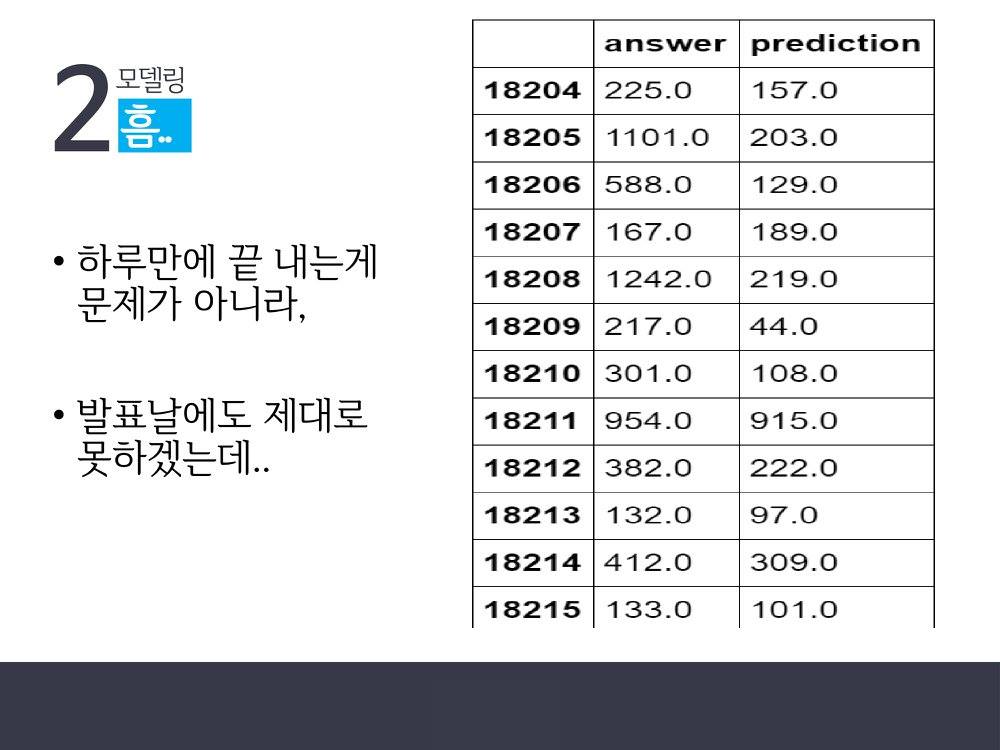 2 모델링
흠..
• 하루만에 끝 내는게
문제가 아니라,
• 발표날에도 제대로
못하겠는데..
answer prediction
18204 225.0 157.0
18205 1101.0 203.0
18206 588.0 129.0
18207 167.0 189.0
18208 1242.0 219.0
18209 217.0 44.0
18210 301.0 108.0
18211 954.0 915.0
18212 382.0 222.0
18213 132.0 97.0
18214 412.0 309.0
18215 133.0 101.0